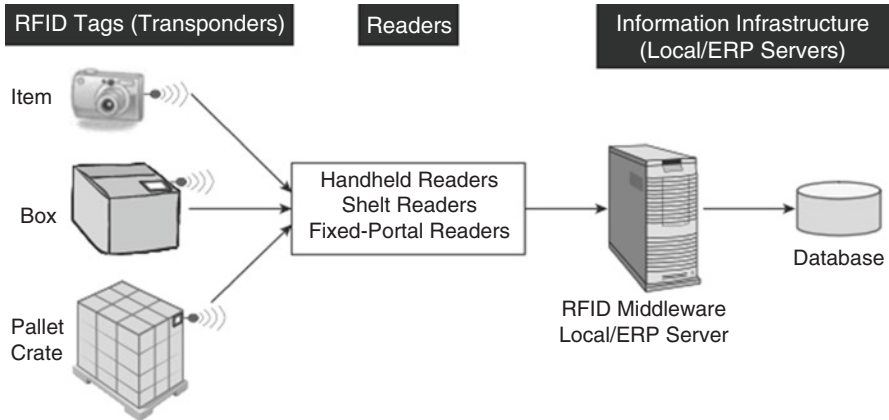 RFID Tags (Transponders)
Readers
Information Infrastructure
(Local/ERP Servers)
Item
Box
Pallet
Crate
Handheld Readers
Shelt Readers
Fixed-Portal Readers
RFID Middleware
Local/ERP Server
Database